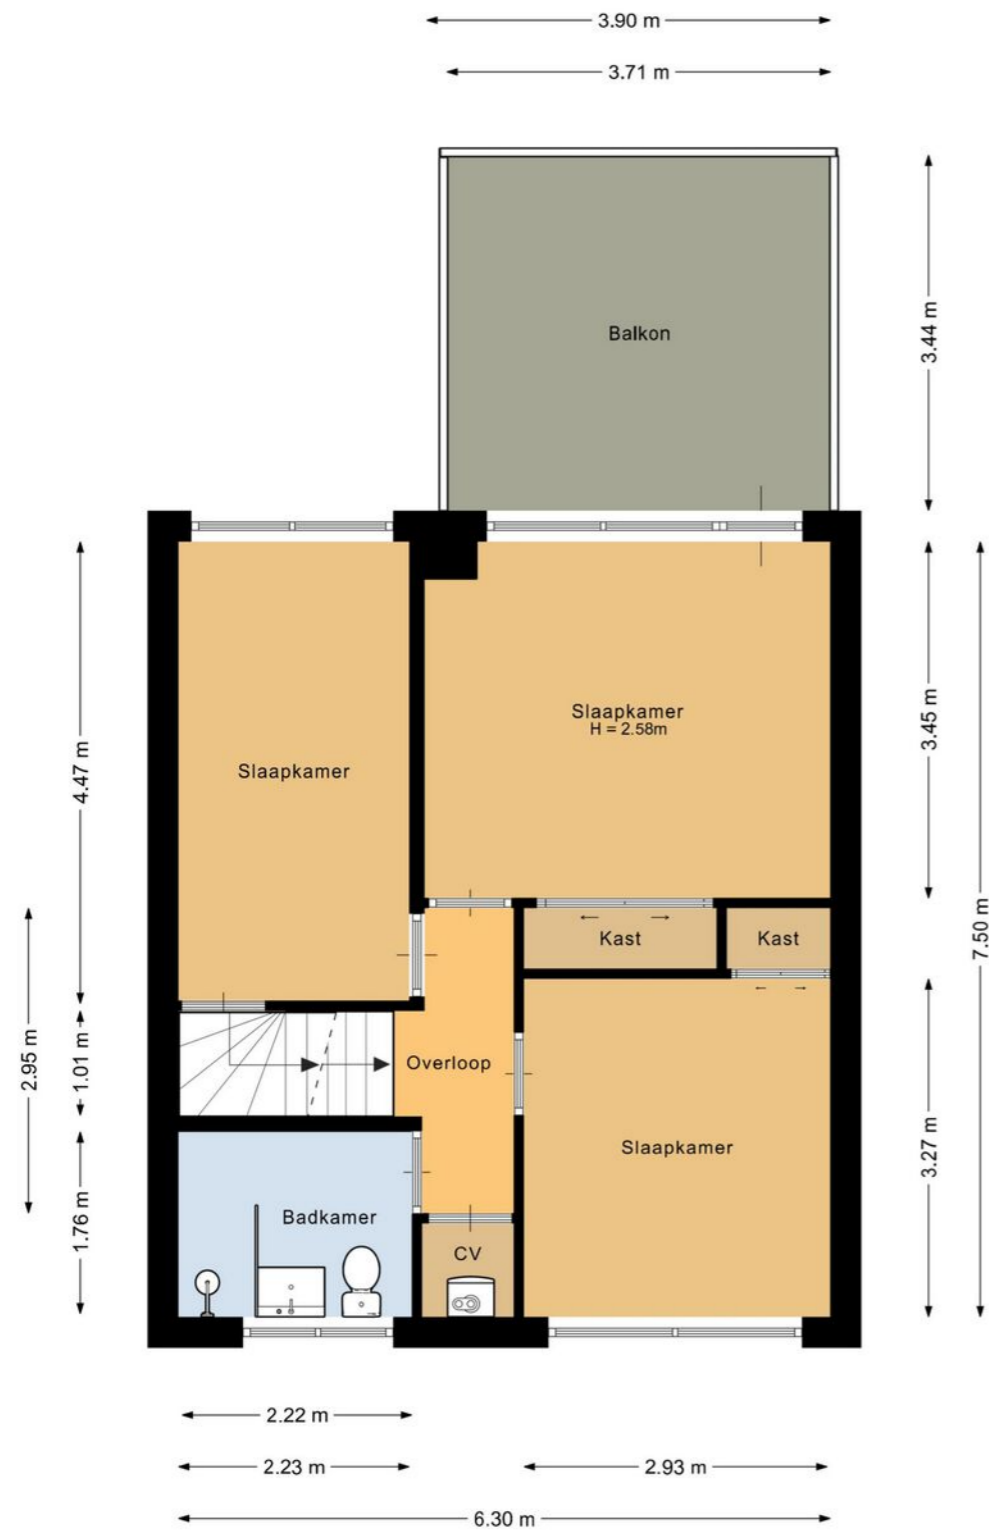 3.90 m
3.71 m
Balkon
3.44 m
Slaapkamer
H = 2.58m
3.45 m
Slaapkamer
4.47 m
7.50 m
Kast
Kast
2.95 m
1.01 m
Overloop
Slaapkamer
3.27 m
1.76 m
Badkamer
CV
2.22 m
2.23 m
2.93 m
6.30 m